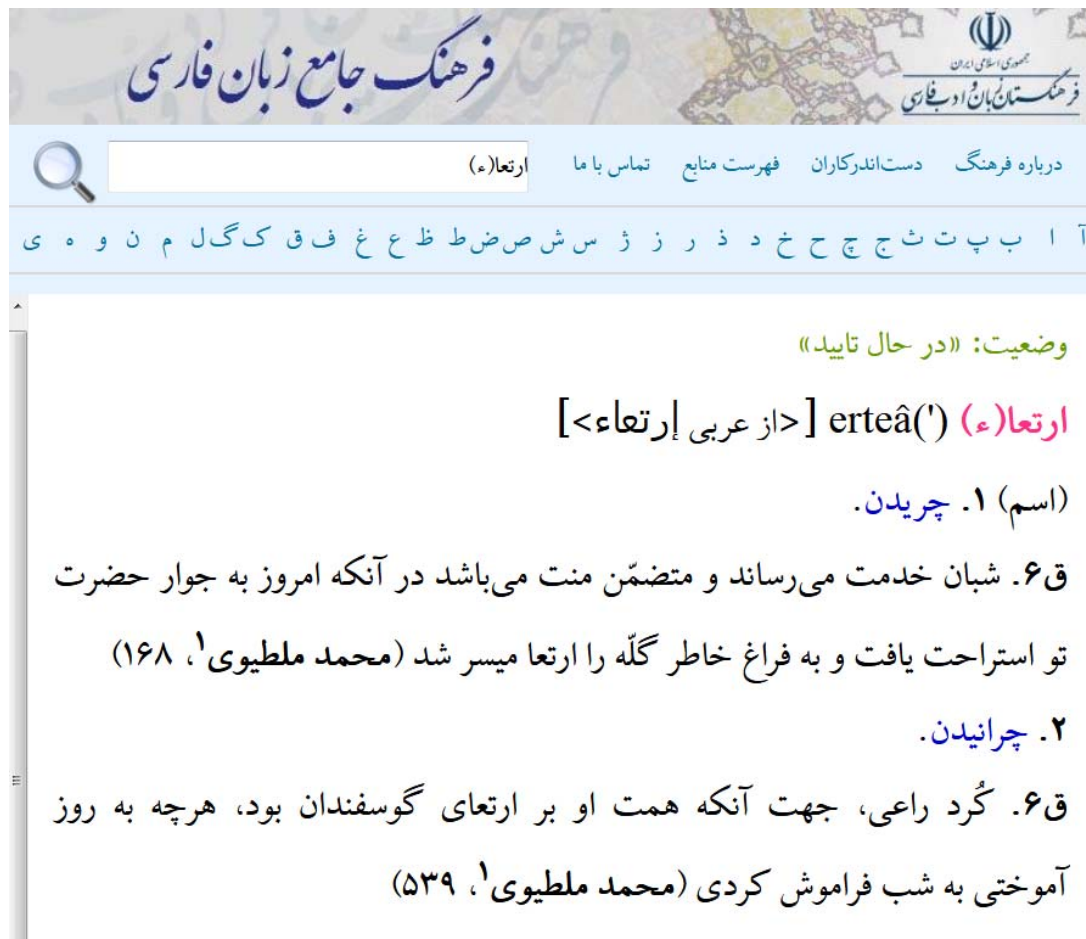 فرهنگ جامع زبان فارسی
جمهوری اسلامی ایران
فرهنگستان زبان و ادب فارسی
درباره فرهنگ دست‌اندرکاران فهرست منابع تماس با ما ارتعا(ء)
آ ا ب پ ت ث ج چ ح خ د ذ ر ز ژ س ش ص ض ط ظ ع غ ف ق ک گ ل م ن و ه ی
وضعیت: «در حال تایید»
ارتعا(ء) erteâ(') [<از عربی إرتعاء>]
(اسم) ۱. چریدن.
ق۶. شبان خدمت می‌رساند و متضمّن منت می‌باشد در آنکه امروز به جوار حضرت
تو استراحت یافت و به فراغ خاطر گلّه را ارتعا میسر شد (محمد ملطیوی۱، ۱۶۸)
۲. چرانیدن.
ق۶. کُرد راعی، جهت آنکه همت او بر ارتعای گوسفندان بود، هرچه به روز
آموختی به شب فراموش کردی (محمد ملطیوی۱، ۵۳۹)